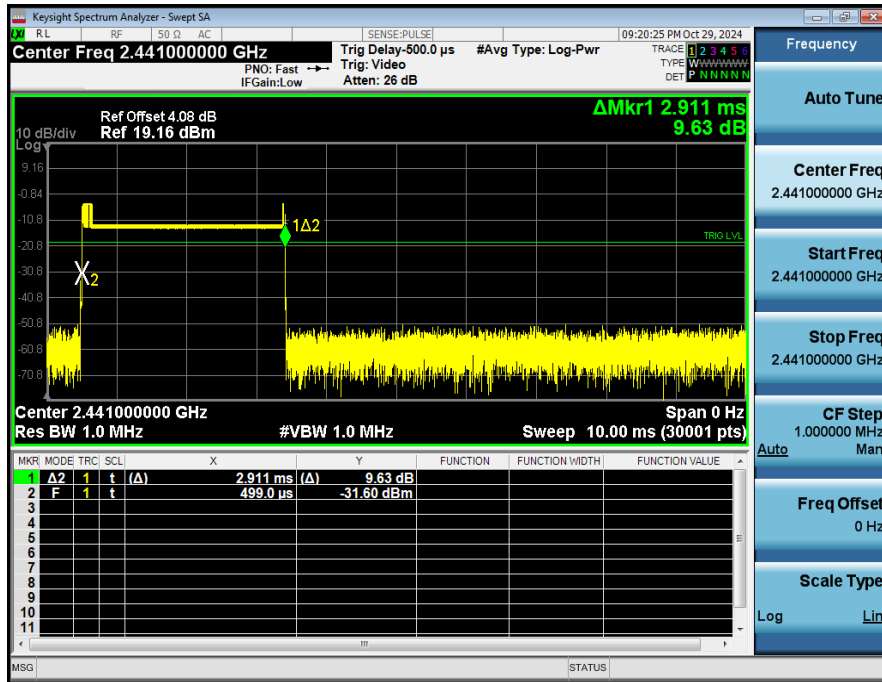 Keysight Spectrum Analyzer - Swept SA
LXI RL RF 50 Ω AC SENSE:PULSE 09:20:25 PM Oct 29, 2024
Center Freq 2.441000000 GHz
PNO: Fast
IFGain:Low
Trig Delay-500.0 µs
Trig: Video
Atten: 26 dB
#Avg Type: Log-Pwr
TRACE 1 2 3 4 5 6
TYPE WWWWWW
DET P N N N N N
ΔMkr1 2.911 ms
9.63 dB
Ref Offset 4.08 dB
10 dB/div Ref 19.16 dBm
Log
9.16
-0.84
-10.8
-20.8
-30.8
-40.8
-50.8
-60.8
-70.8
1Δ2
TRIG LVL
X2
Center 2.441000000 GHz Span 0 Hz
Res BW 1.0 MHz #VBW 1.0 MHz Sweep 10.00 ms (30001 pts)
MKR MODE TRC SCL X Y FUNCTION FUNCTION WIDTH FUNCTION VALUE
1 Δ2 1 t (Δ) 2.911 ms (Δ) 9.63 dB
2 F 1 t 499.0 µs -31.60 dBm
3
4
5
6
7
8
9
10
11
MSG STATUS
Frequency
Auto Tune
Center Freq
2.441000000 GHz
Start Freq
2.441000000 GHz
Stop Freq
2.441000000 GHz
CF Step
1.000000 MHz
Auto Man
Freq Offset
0 Hz
Scale Type
Log Lin